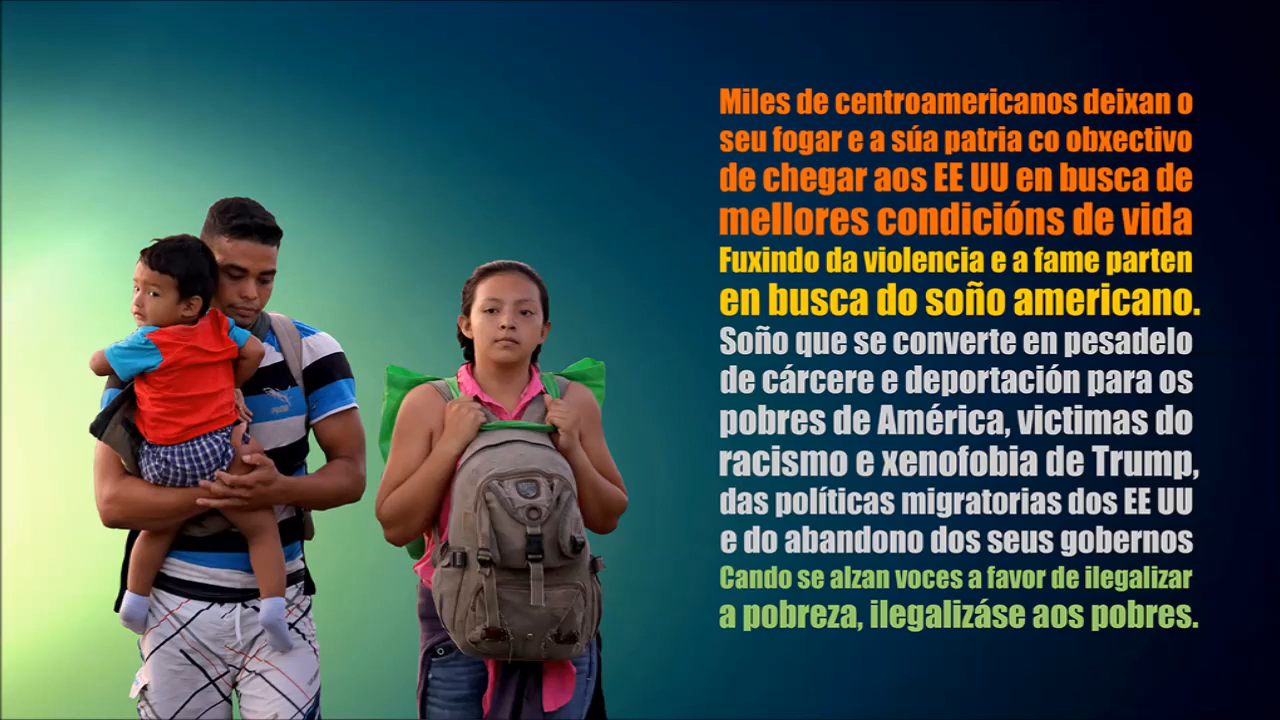 Miles de centroamericanos deixan o
seu fogar e a súa patria co obxectivo
de chegar aos EE UU en busca de
mellores condicións de vida
Fuxindo da violencia e a fame parten
en busca do soño americano.
Soño que se converte en pesadelo
de cárcere e deportación para os
pobres de América, victimas do
racismo e xenofobia de Trump,
das políticas migratorias dos EE UU
e do abandono dos seus gobernos
Cando se alzan voces a favor de ilegalizar
a pobreza, ilegalizáse aos pobres.